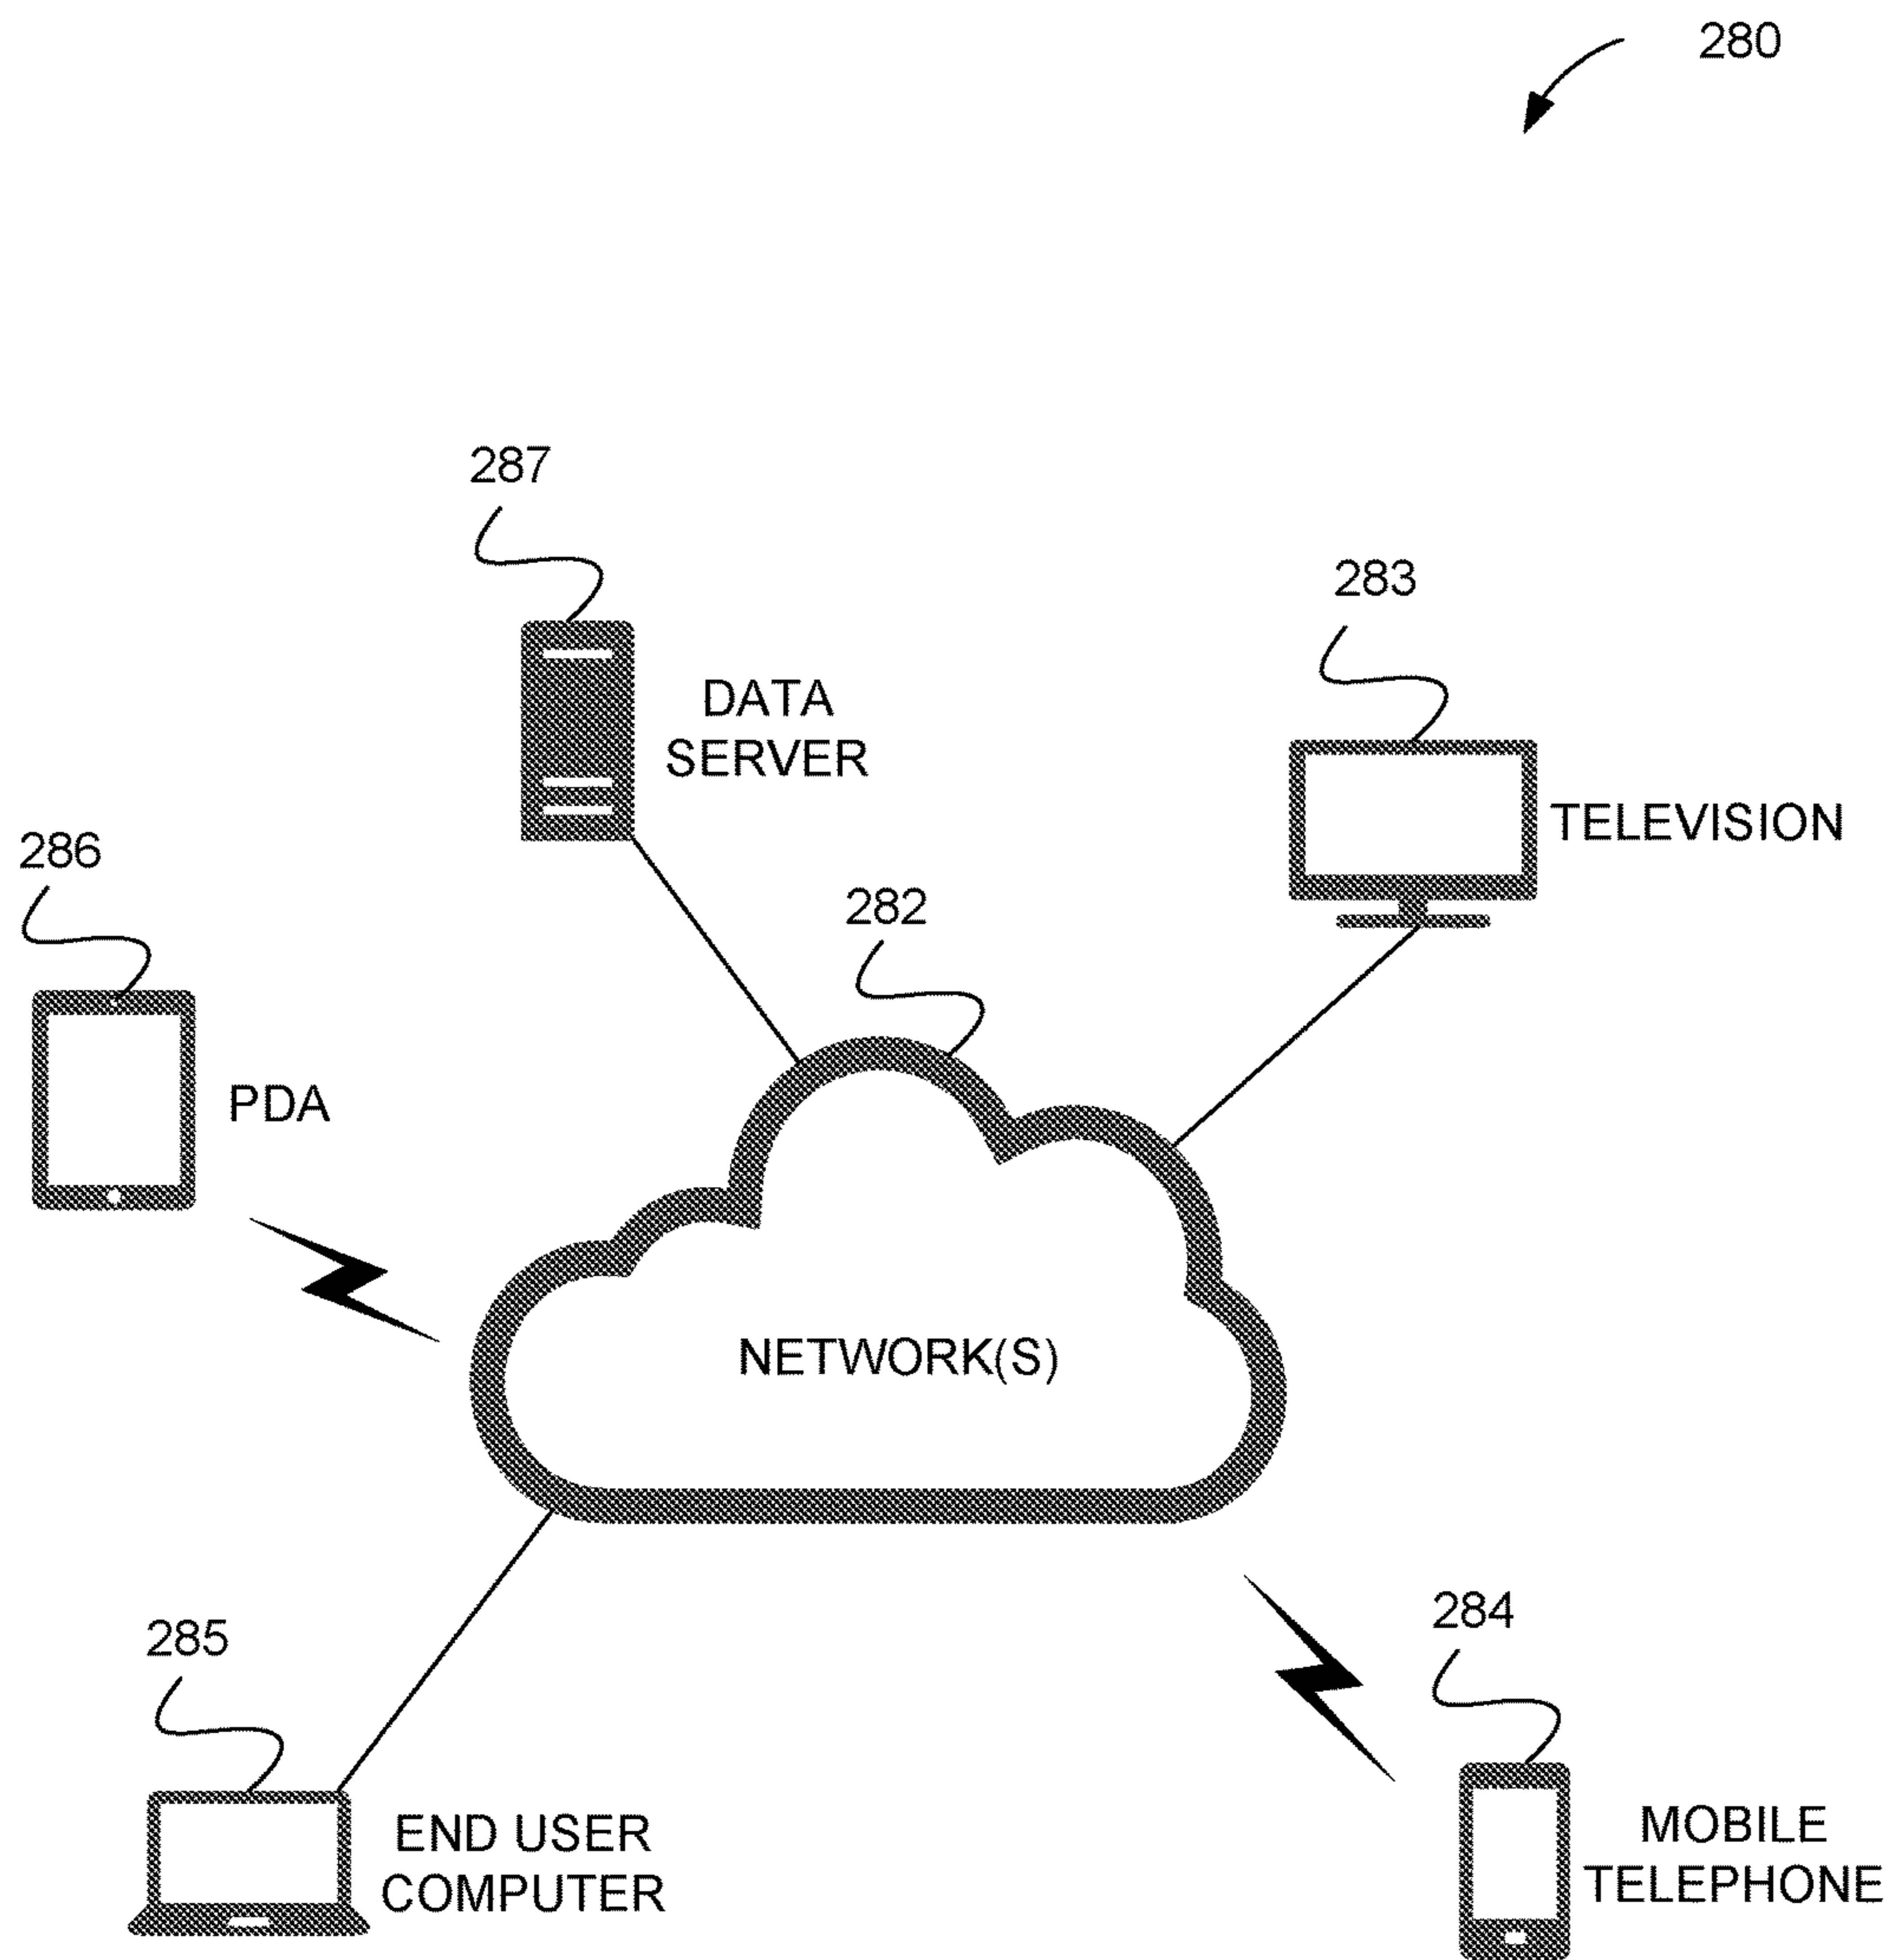 280
287
283
DATA
SERVER
TELEVISION
286
282
PDA
NETWORK(S)
285
284
END USER
COMPUTER
MOBILE
TELEPHONE